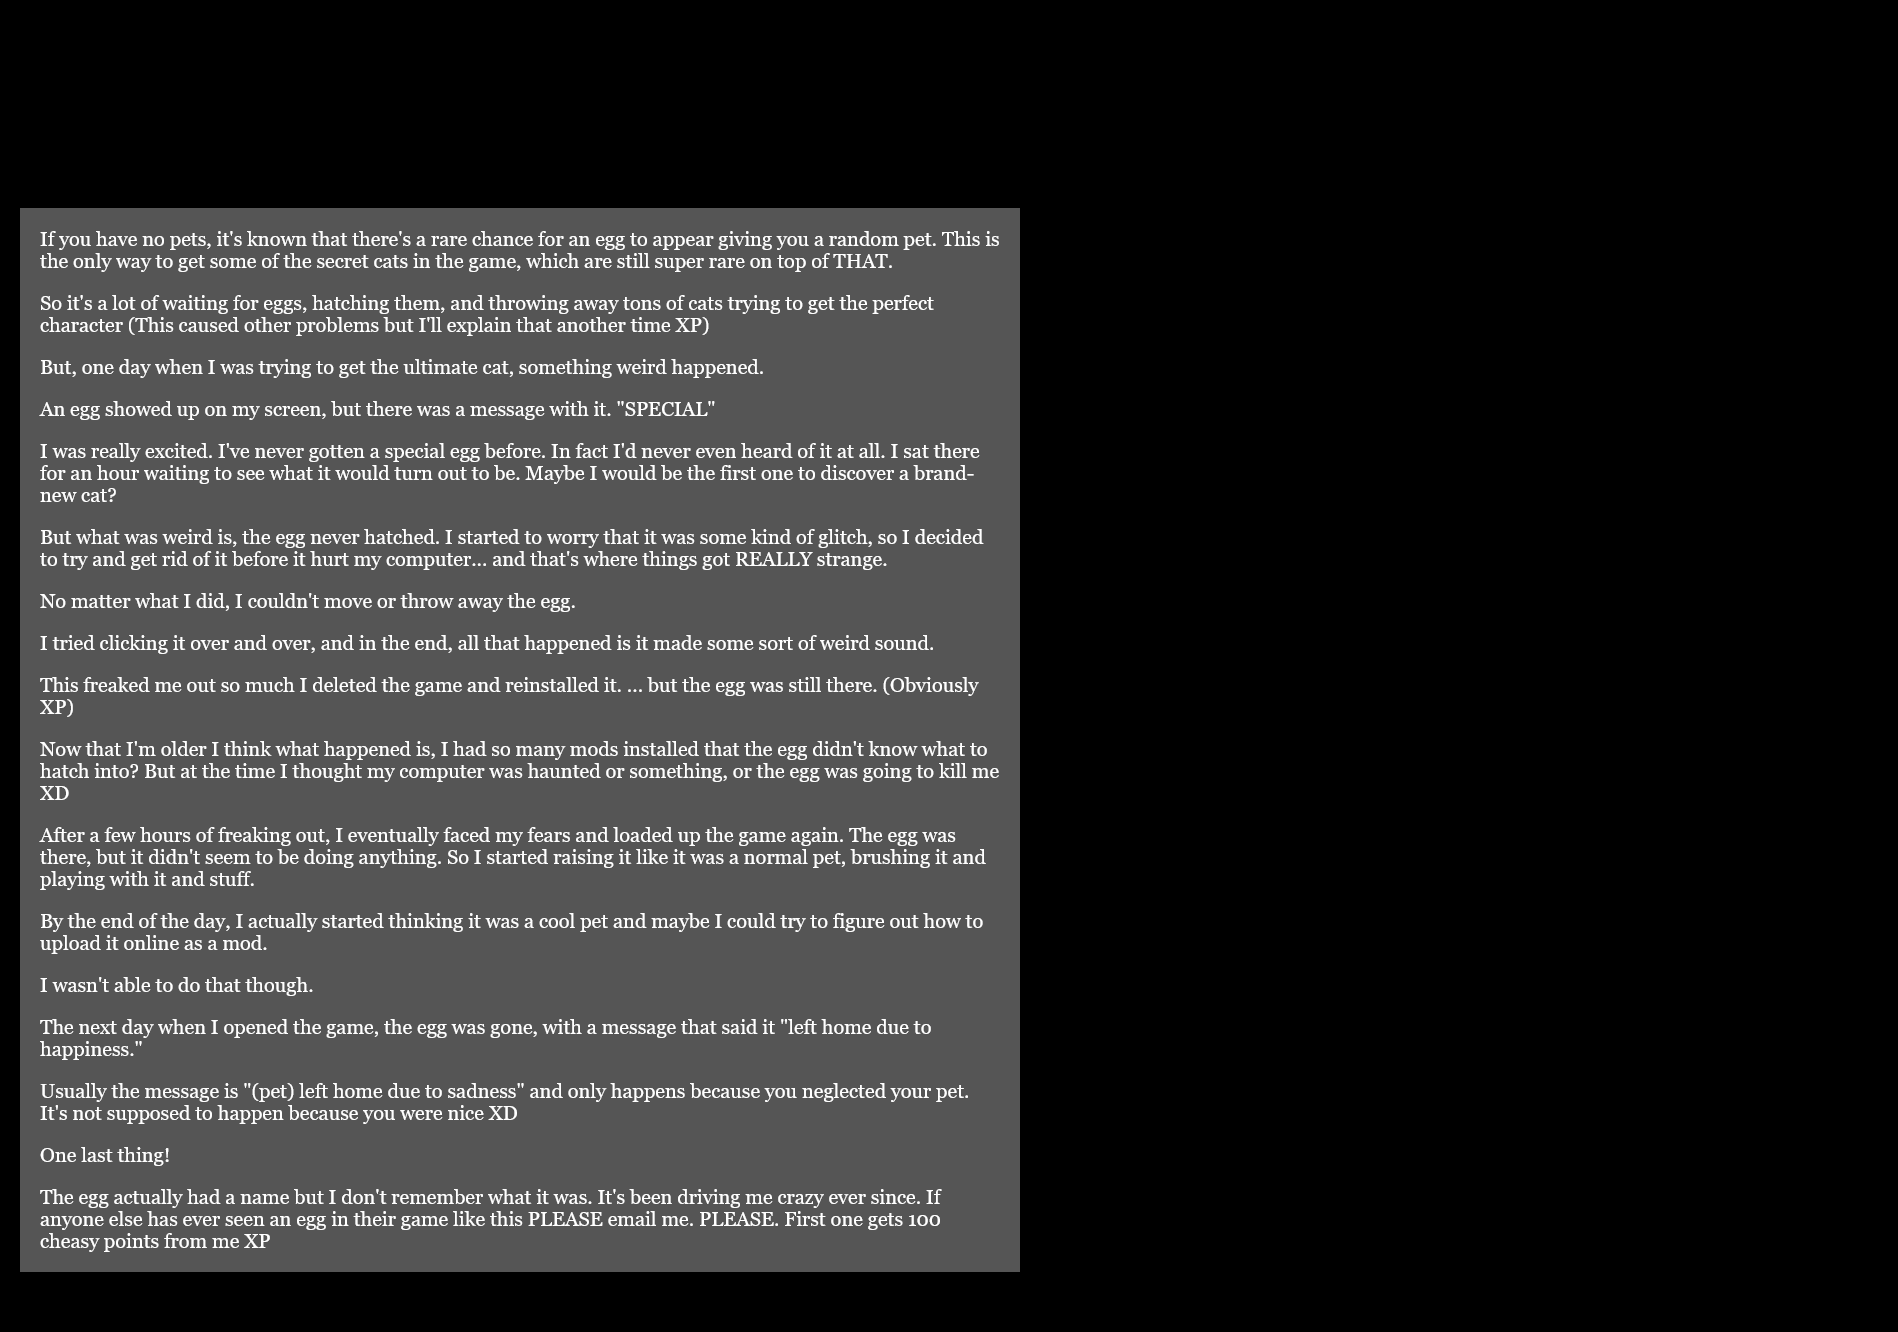 If you have no pets, it's known that there's a rare chance for an egg to appear giving you a random pet. This is
the only way to get some of the secret cats in the game, which are still super rare on top of THAT.
So it's a lot of waiting for eggs, hatching them, and throwing away tons of cats trying to get the perfect
character (This caused other problems but I'll explain that another time XP)
But, one day when I was trying to get the ultimate cat, something weird happened.
An egg showed up on my screen, but there was a message with it. "SPECIAL"
I was really excited. I've never gotten a special egg before. In fact I'd never even heard of it at all. I sat there
for an hour waiting to see what it would turn out to be. Maybe I would be the first one to discover a brand-
new cat?
But what was weird is, the egg never hatched. I started to worry that it was some kind of glitch, so I decided
to try and get rid of it before it hurt my computer... and that's where things got REALLY strange.
No matter what I did, I couldn't move or throw away the egg.
I tried clicking it over and over, and in the end, all that happened is it made some sort of weird sound.
This freaked me out so much I deleted the game and reinstalled it. ... but the egg was still there. (Obviously
XP)
Now that I'm older I think what happened is, I had so many mods installed that the egg didn't know what to
hatch into? But at the time I thought my computer was haunted or something, or the egg was going to kill me
XD
After a few hours of freaking out, I eventually faced my fears and loaded up the game again. The egg was
there, but it didn't seem to be doing anything. So I started raising it like it was a normal pet, brushing it and
playing with it and stuff.
By the end of the day, I actually started thinking it was a cool pet and maybe I could try to figure out how to
upload it online as a mod.
I wasn't able to do that though.
The next day when I opened the game, the egg was gone, with a message that said it "left home due to
happiness."
Usually the message is "(pet) left home due to sadness" and only happens because you neglected your pet.
It's not supposed to happen because you were nice XD
One last thing!
The egg actually had a name but I don't remember what it was. It's been driving me crazy ever since. If
anyone else has ever seen an egg in their game like this PLEASE email me. PLEASE. First one gets 100
cheasy points from me XP